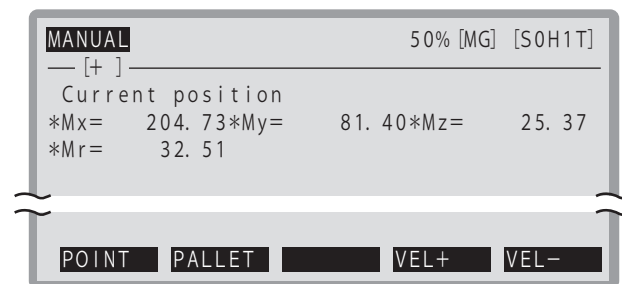 MANUAL 50% [MG] [S0H1T]
[+ ]
Current position
*Mx= 204.73*My= 81.40*Mz= 25.37
*Mr= 32.51
POINT PALLET VEL+ VEL-